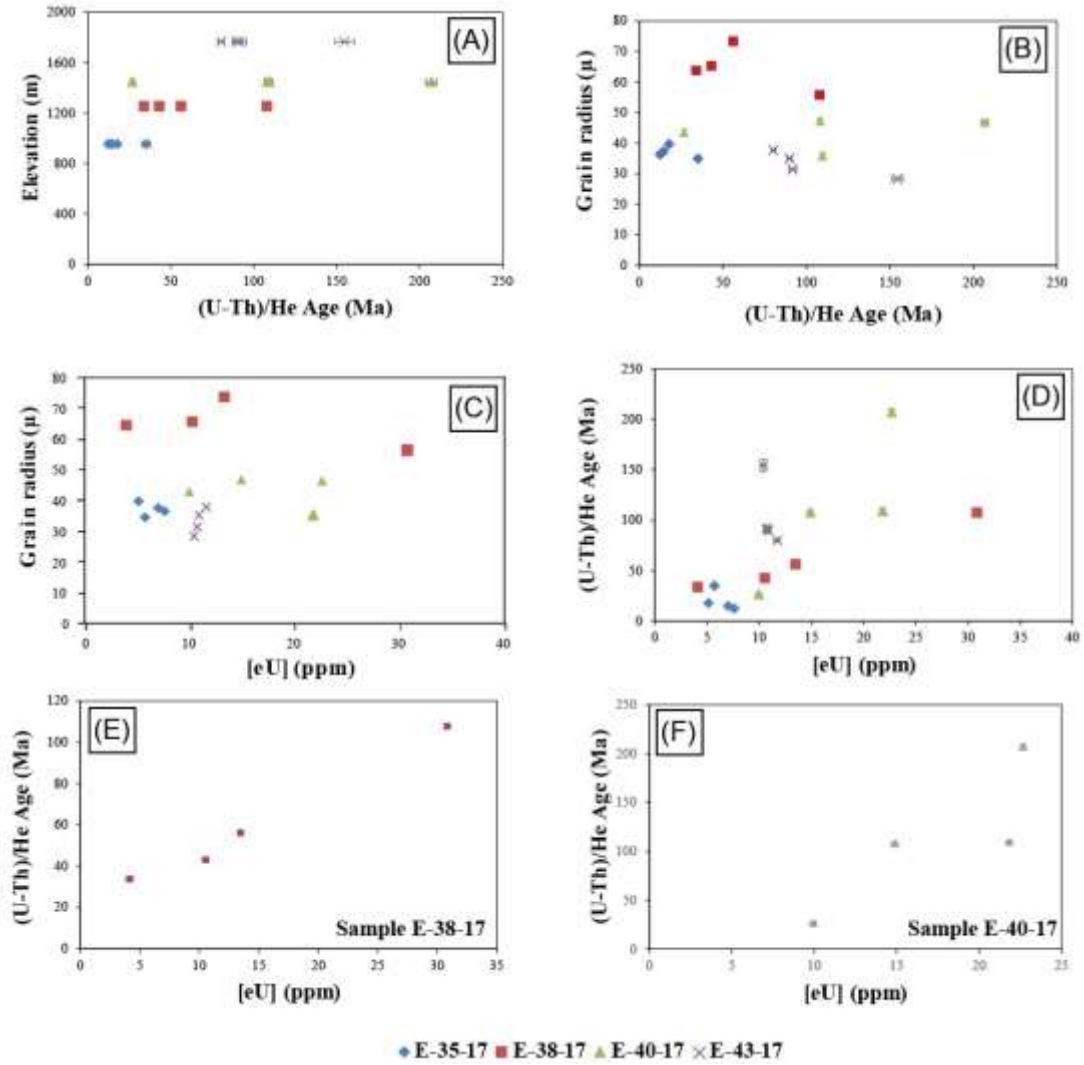 (A)
Elevation (m)
2000
1600
1200
800
400
0
0 50 100 150 200 250
(U-Th)/He Age (Ma)
(B)
Grain radius (μ)
80
70
60
50
40
30
20
10
0
0 50 100 150 200 250
(U-Th)/He Age (Ma)
(C)
Grain radius (μ)
80
70
60
50
40
30
20
10
0
0 10 20 30 40
[eU] (ppm)
(D)
(U-Th)/He Age (Ma)
250
200
150
100
50
0
0 5 10 15 20 25 30 35 40
[eU] (ppm)
(E)
(U-Th)/He Age (Ma)
120
100
80
60
40
20
0
0 5 10 15 20 25 30 35
Sample E-38-17
[eU] (ppm)
(F)
(U-Th)/He Age (Ma)
250
200
150
100
50
0
0 5 10 15 20 25
Sample E-40-17
[eU] (ppm)
E-35-17 E-38-17 E-40-17 E-43-17